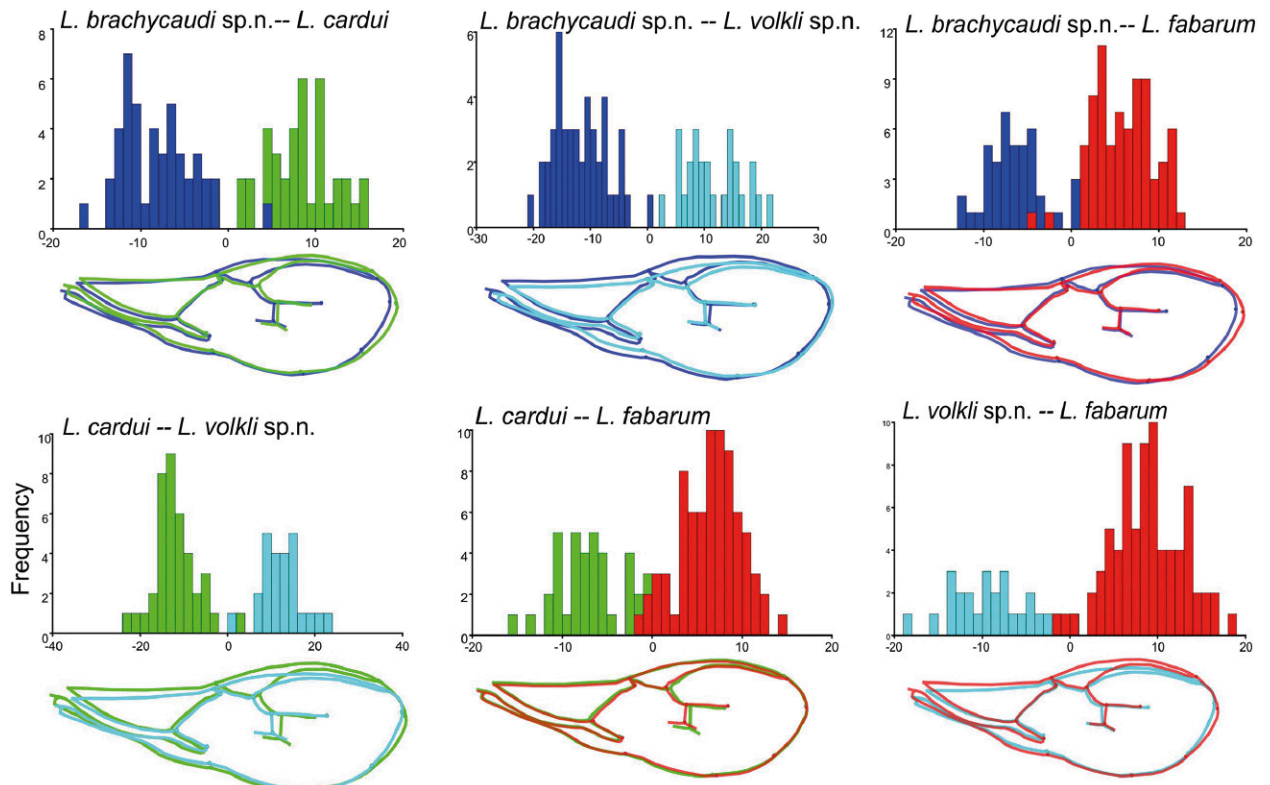 L. brachycaudi sp.n.-- L. cardui
8
6
4
2
0
-20 -10 0 10 20
L. brachycaudi sp.n.-- L. volkli sp.n.
6
4
2
0
-30 -20 -10 0 10 20 30
L. brachycaudi sp.n.-- L. fabarum
12
9
6
3
0
-20 -10 0 10 20
L. cardui -- L. volkli sp.n.
Frequency
10
8
6
4
2
0
-40 -20 0 20 40
L. cardui -- L. fabarum
10
8
6
4
2
0
-20 -10 0 10 20
L. volkli sp.n. -- L. fabarum
10
8
6
4
2
0
-20 -10 0 10 20